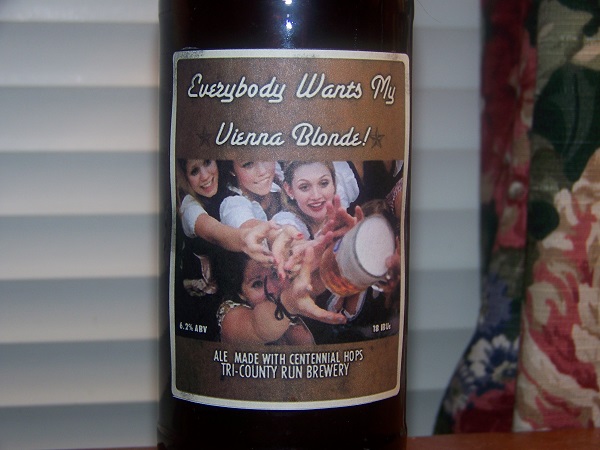 Everybody Wants My
Vienna Blonde!
6.2% ABV
18 IBUs
ALE MADE WITH CENTENNIAL HOPS
TRI-COUNTY RUN BREWERY